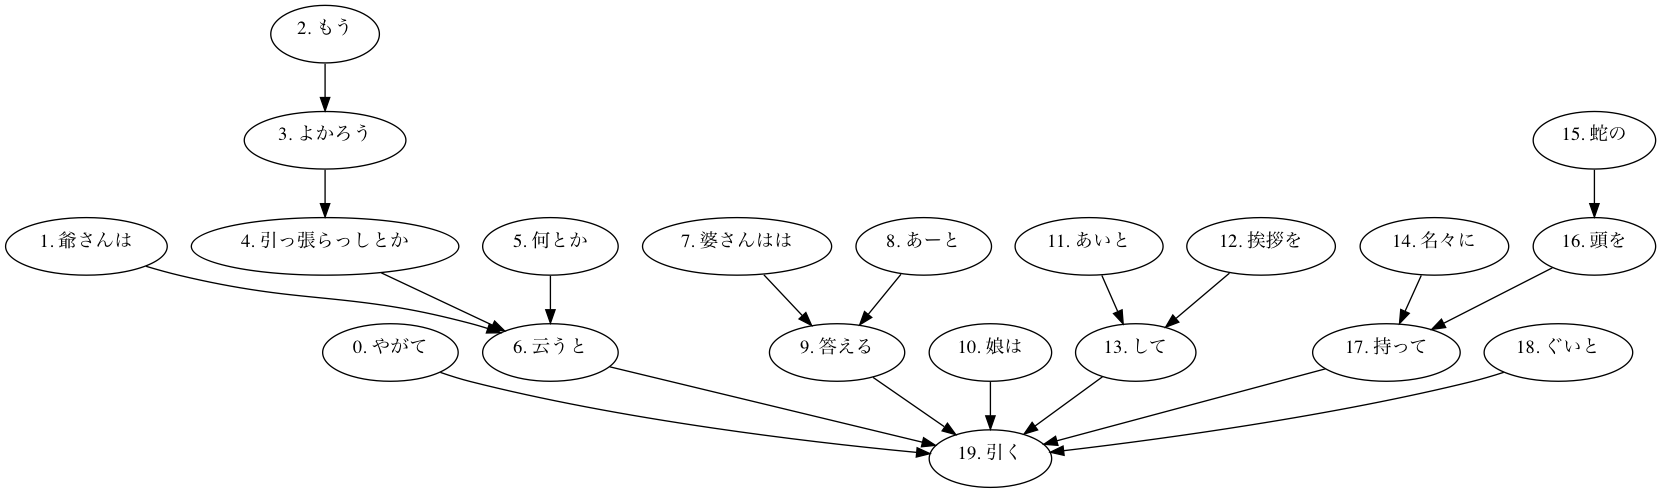 2. もう
3. よかろう
15. 蛇の
1. 爺さんは
4. 引っ張らっしとか
5. 何とか
7. 婆さんはは
8. あーと
11. あいと
12. 挨拶を
14. 名々に
16. 頭を
0. やがて
6. 云うと
9. 答える
10. 娘は
13. して
17. 持って
18. ぐいと
19. 引く